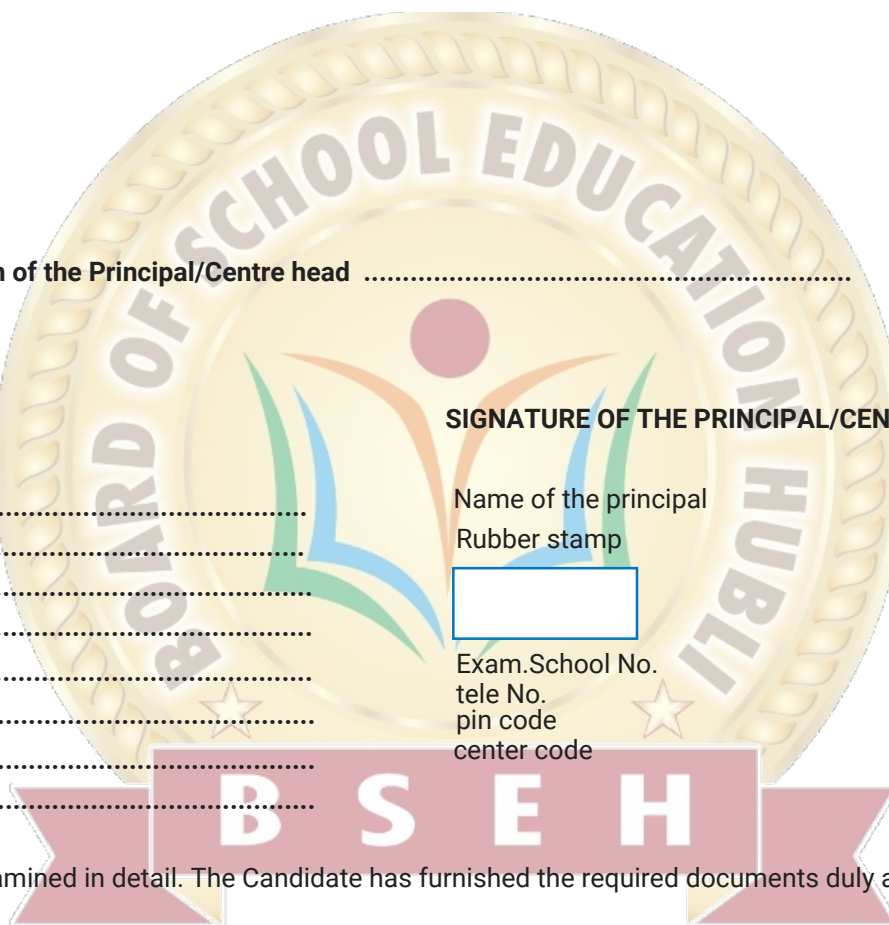 BOARD OF SCHOOL EDUCATION HUBLI
of the Principal/Centre head ................................................................
SIGNATURE OF THE PRINCIPAL/CEN
........................................
Name of the principal
........................................
Rubber stamp
........................................
........................................
Exam.School No.
........................................
tele No.
pin code
........................................
center code
........................................
........................................
B S E H
amined in detail. The Candidate has furnished the required documents duly a